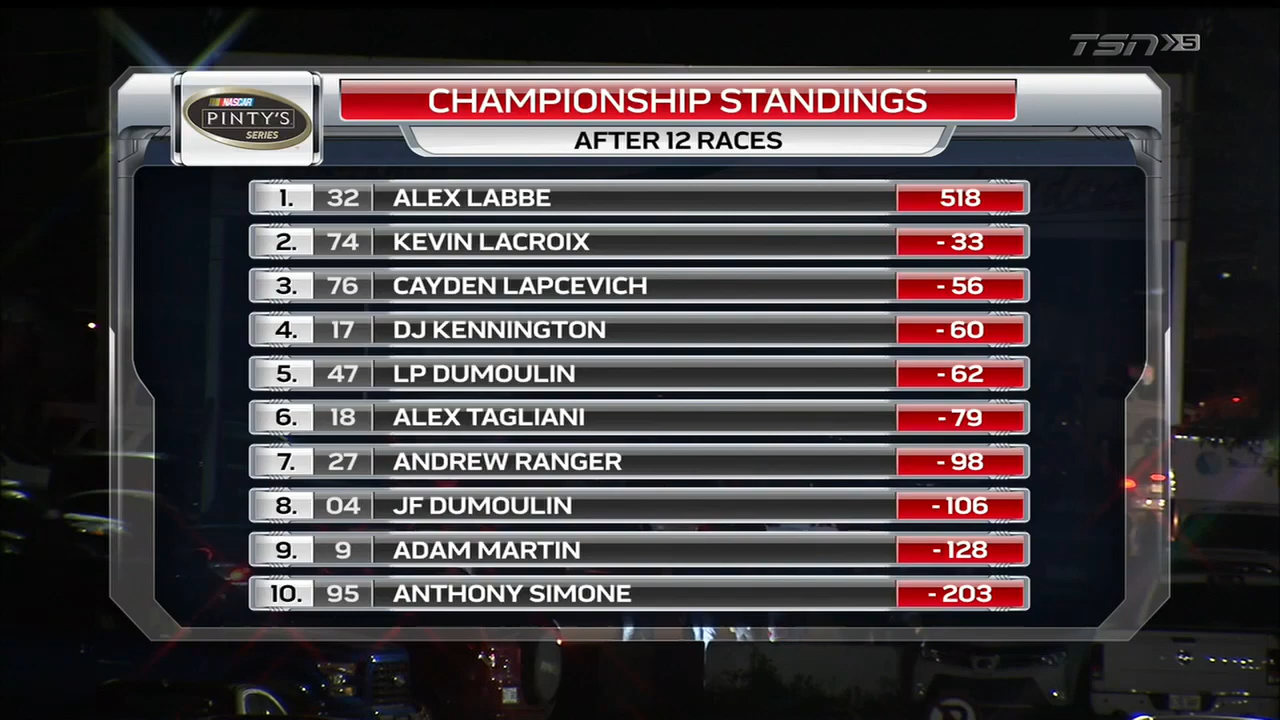 TSN 5
NASCAR
PINTY'S
SERIES
CHAMPIONSHIP STANDINGS
AFTER 12 RACES
1. 32 ALEX LABBE 518
2. 74 KEVIN LACROIX - 33
3. 76 CAYDEN LAPCEVICH - 56
4. 17 DJ KENNINGTON - 60
5. 47 LP DUMOULIN - 62
6. 18 ALEX TAGLIANI - 79
7. 27 ANDREW RANGER - 98
8. 04 JF DUMOULIN - 106
9. 9 ADAM MARTIN - 128
10. 95 ANTHONY SIMONE - 203